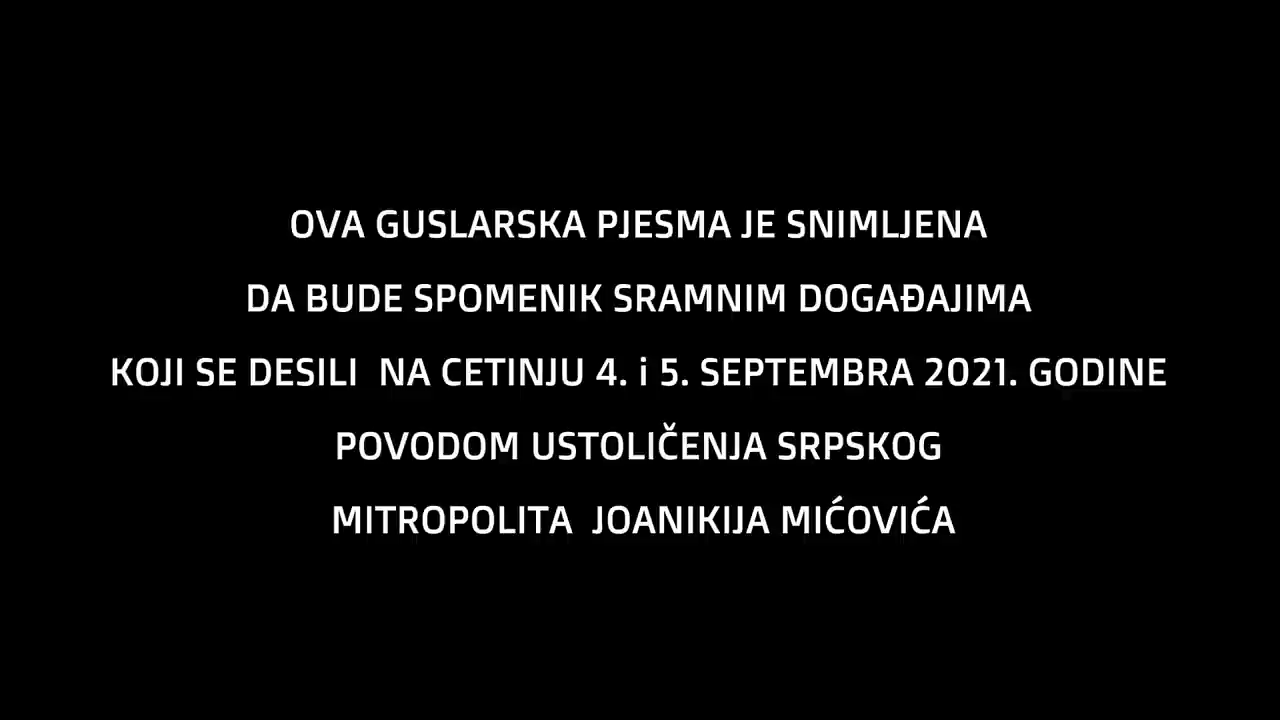 OVA GUSLARSKA PJESMA JE SNIMLJENA
DA BUDE SPOMENIK SRAMNIM DOGAĐAJIMA
KOJI SE DESILI  NA CETINJU 4. i 5. SEPTEMBRA 2021. GODINE
POVODOM USTOLIČENJA SRPSKOG
MITROPOLITA  JOANIKIJA MIĆOVIĆA